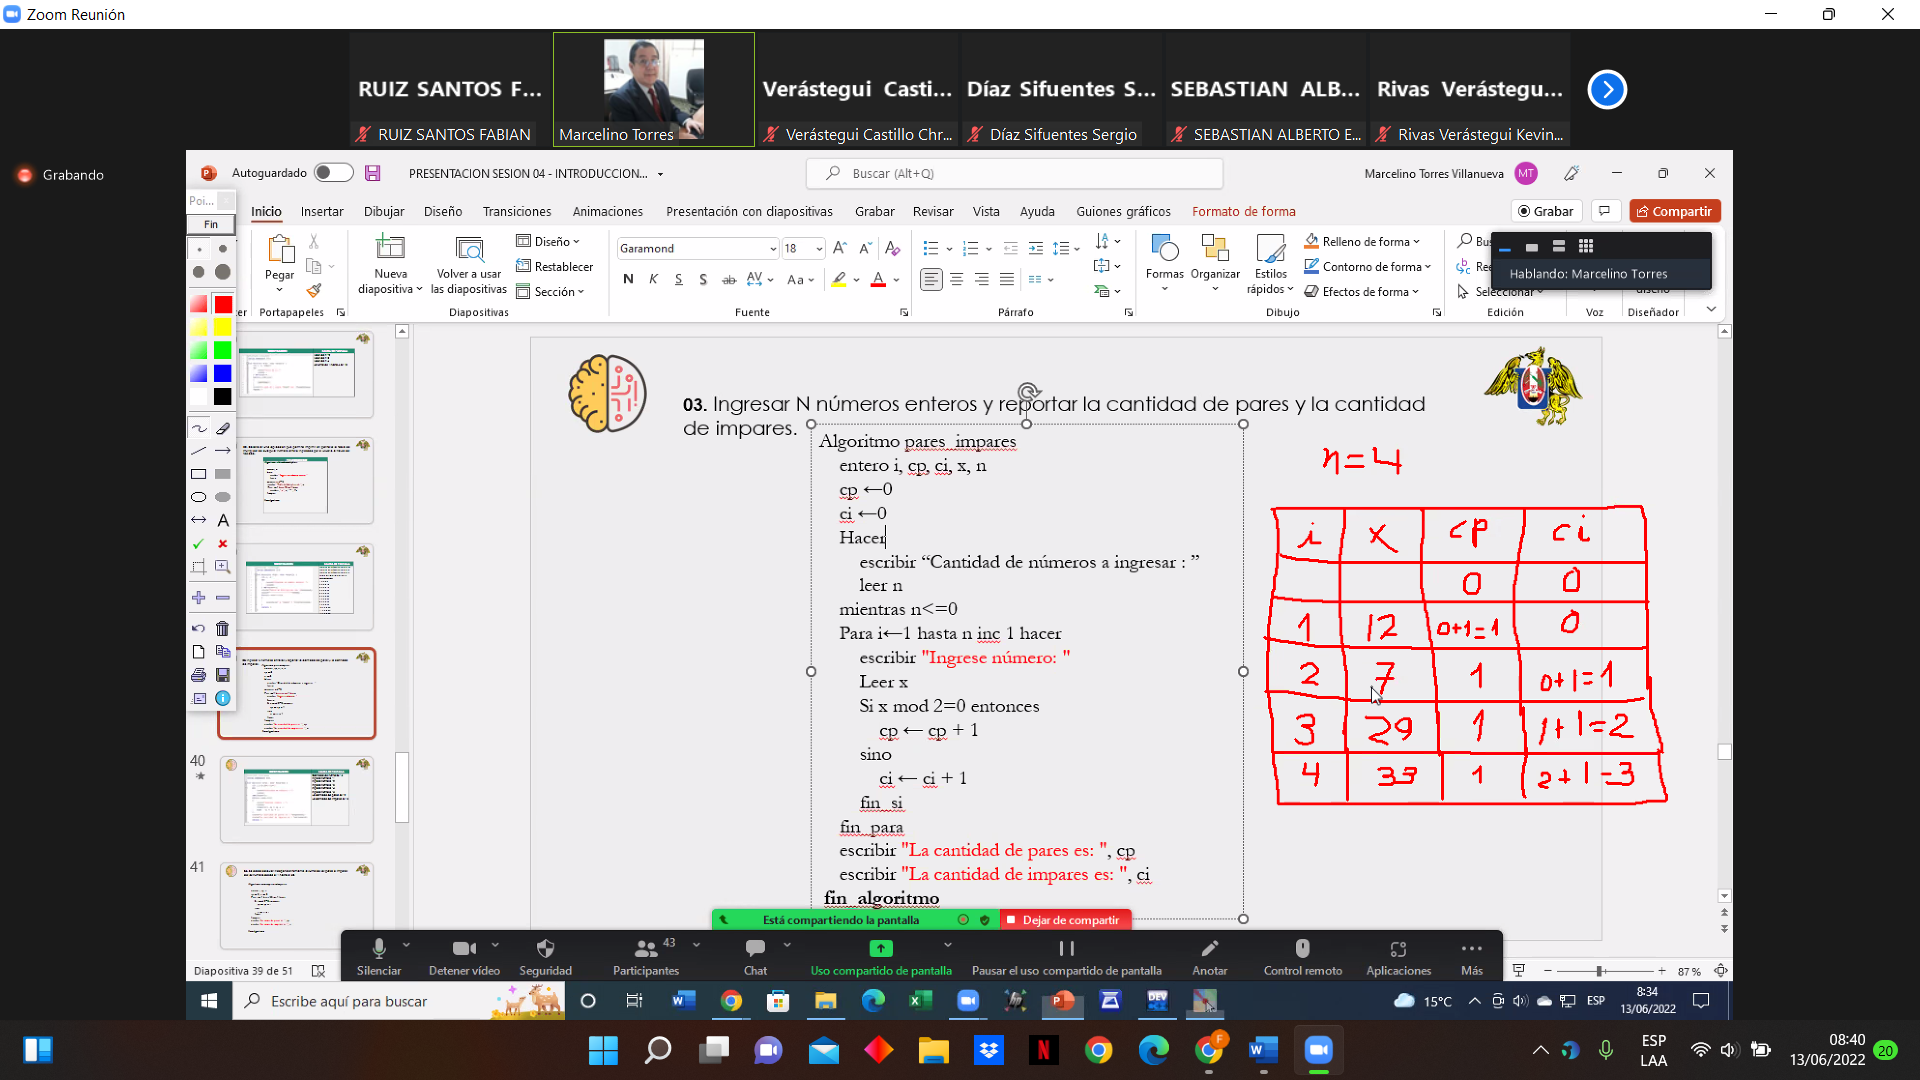 Zoom Reunión
RUIZ SANTOS F...
Verástegui Casti...
Díaz Sifuentes S...
SEBASTIAN ALB...
Rivas Verástegu...
RUIZ SANTOS FABIAN
Marcelino Torres
Verástegui Castillo Chr...
Díaz Sifuentes Sergio
SEBASTIAN ALBERTO E...
Rivas Verástegui Kevin...
Grabando
Autoguardado
PRESENTACION SESION 04 - INTRODUCCION...
Buscar (Alt+Q)
Marcelino Torres Villanueva
MT
Poi...
Fin
Inicio
Insertar
Dibujar
Diseño
Transiciones
Animaciones
Presentación con diapositivas
Grabar
Revisar
Vista
Ayuda
Guiones gráficos
Formato de forma
Grabar
Compartir
Pegar
Nueva diapositiva
Volver a usar las diapositivas
Diseño
Restablecer
Sección
Garamond
18
N K S S ab AV Aa A
Formas
Organizar
Estilos rápidos
Relleno de forma
Contorno de forma
Efectos de forma
Seleccionar
Hablando: Marcelino Torres
Portapapeles
Diapositivas
Fuente
Párrafo
Dibujo
Edición
Voz
Diseñador
40
41
03. Ingresar N números enteros y reportar la cantidad de pares y la cantidad
de impares.
Algoritmo pares_impares
entero i, cp, ci, x, n
cp ←0
ci ←0
Hacer
escribir “Cantidad de números a ingresar : ”
leer n
mientras n<=0
Para i←1 hasta n inc 1 hacer
escribir "Ingrese número: "
Leer x
Si x mod 2=0 entonces
cp ← cp + 1
sino
ci ← ci + 1
fin_si
fin_para
escribir "La cantidad de pares es: ", cp
escribir "La cantidad de impares es: ", ci
fin_algoritmo
n=4
i x cp ci
0 0
1 12 0+1=1 0
2 7 1 0+1=1
3 29 1 1+1=2
4 33 1 2+1=3
Está compartiendo la pantalla
Dejar de compartir
Silenciar
Detener vídeo
Seguridad
Participantes
43
Chat
Uso compartido de pantalla
Pausar el uso compartido de pantalla
Anotar
Control remoto
Aplicaciones
Más
Diapositiva 39 de 51
87 %
Escribe aquí para buscar
15°C
ESP
8:34
13/06/2022
ESP
LAA
08:40
13/06/2022
20